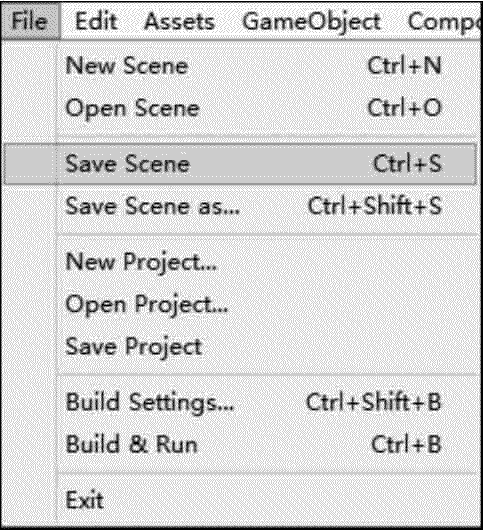 File Edit Assets GameObject Compo
New Scene Ctrl+N
Open Scene Ctrl+O
Save Scene Ctrl+S
Save Scene as... Ctrl+Shift+S
New Project...
Open Project...
Save Project
Build Settings... Ctrl+Shift+B
Build & Run Ctrl+B
Exit